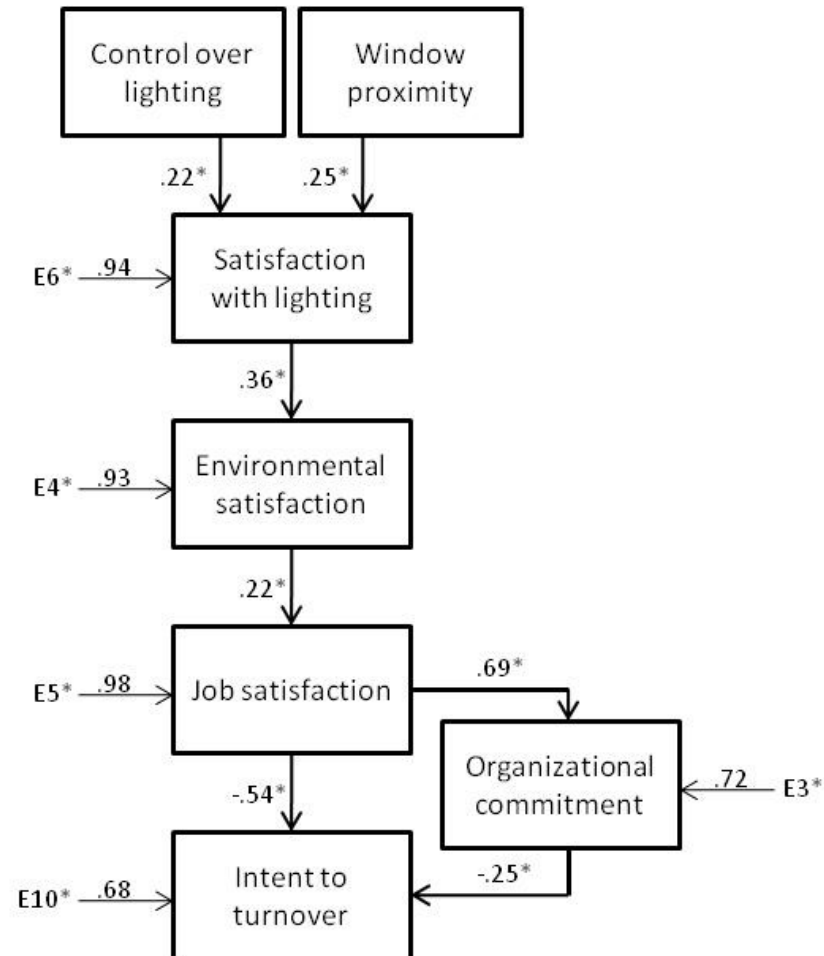 Control over
lighting
Window
proximity
.22*
.25*
Satisfaction
with lighting
E6*
.94
.36*
Environmental
satisfaction
E4*
.93
.22*
Job satisfaction
E5*
.98
.69*
Organizational
commitment
.72
E3*
-.54*
-.25*
Intent to
turnover
E10*
.68